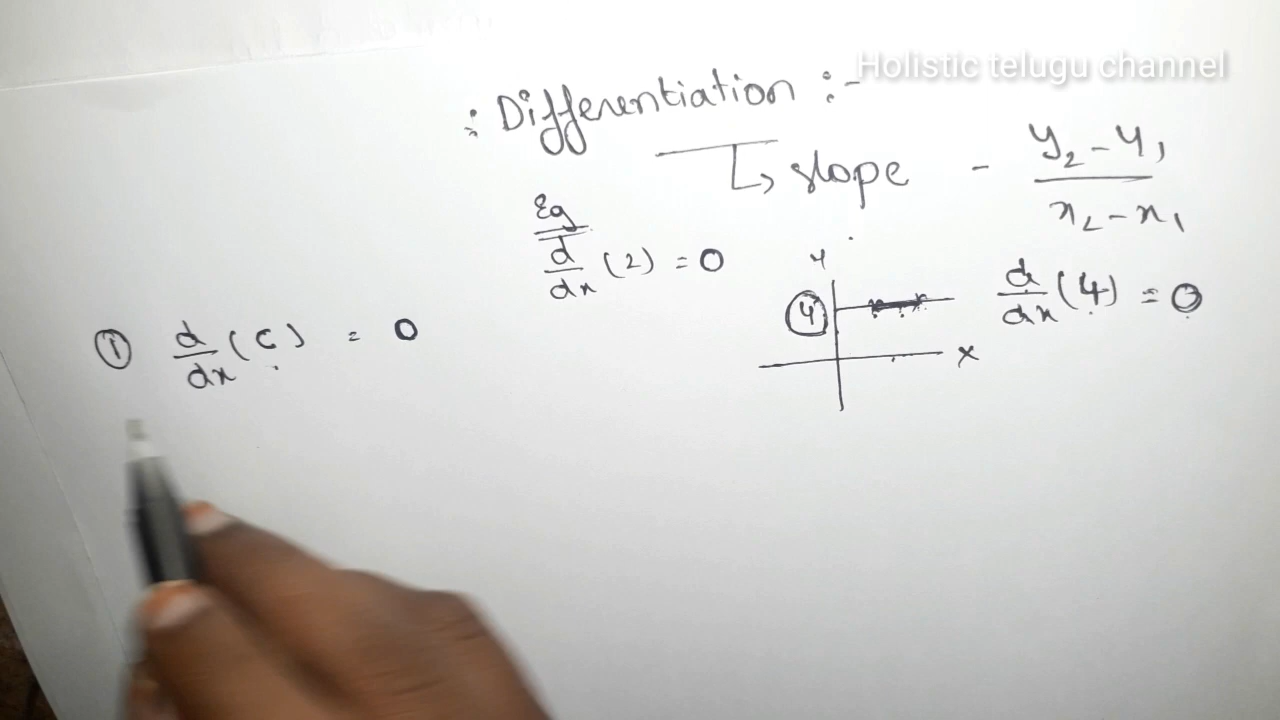 Holistic telugu channel
: Differentiation :-
↳ slope - y₂ - y₁ / x₂ - x₁
Eg
d/dx (2) = 0
y
4
x
d/dx (4) = 0
① d/dx (c) = 0